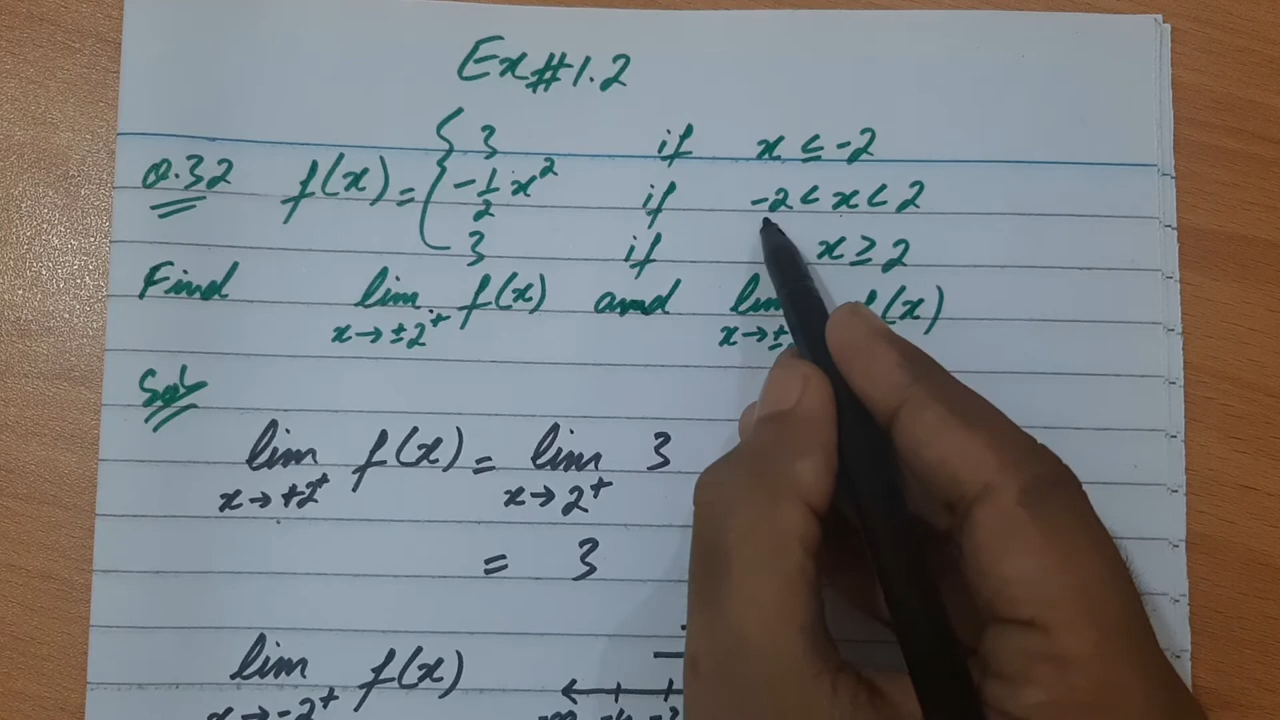 Ex#1.2
Q.32 f(x) = { 3 if x ≤ -2
-1/2 x² if -2 < x < 2
3 if x ≥ 2
Find lim x→±2⁺ f(x) and lim x→± f(x)
Sol
lim x→+2⁺ f(x) = lim x→2⁺ 3
= 3
lim x→-2⁺ f(x)